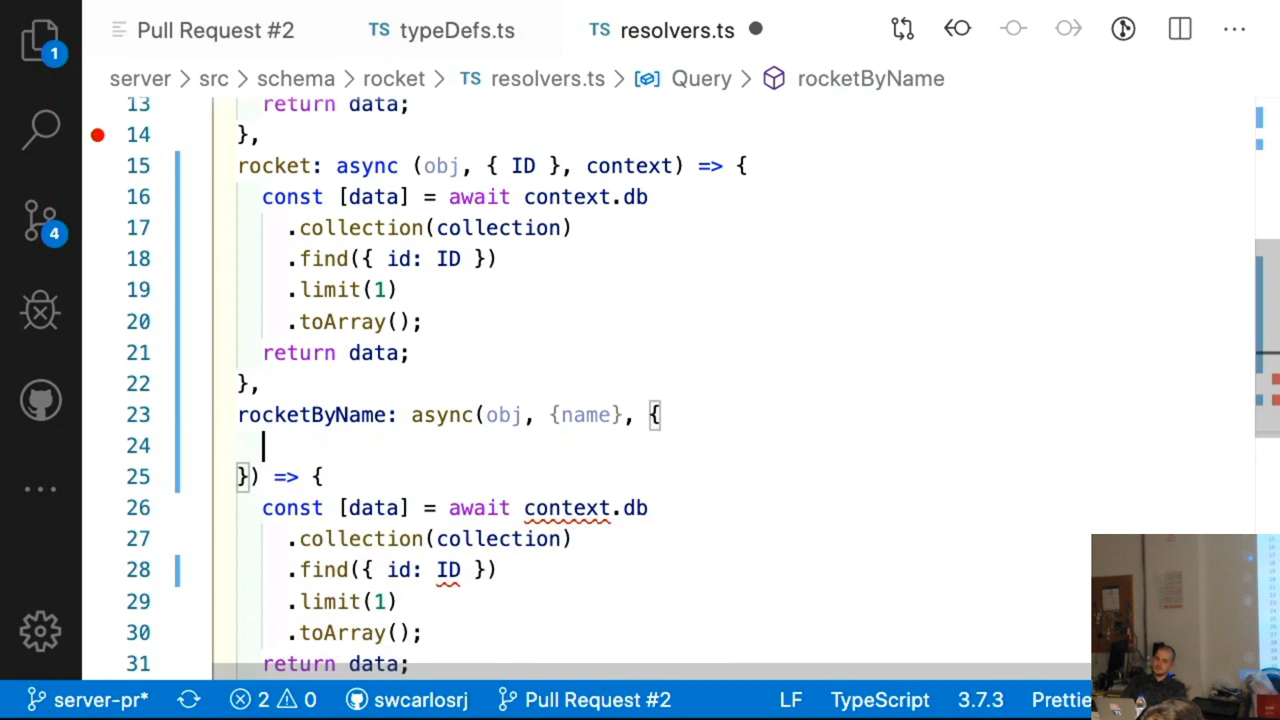 Pull Request #2
TS typeDefs.ts
TS resolvers.ts
1
server > src > schema > rocket > TS resolvers.ts > Query > rocketByName
13 return data;
14 },
15 rocket: async (obj, { ID }, context) => {
16 const [data] = await context.db
17 .collection(collection)
18 .find({ id: ID })
19 .limit(1)
20 .toArray();
21 return data;
22 },
23 rocketByName: async(obj, {name}, {
24
25 }) => {
26 const [data] = await context.db
27 .collection(collection)
28 .find({ id: ID })
29 .limit(1)
30 .toArray();
31 return data;
4
server-pr* 2 0 swcarlosrj Pull Request #2 LF TypeScript 3.7.3 Prettie